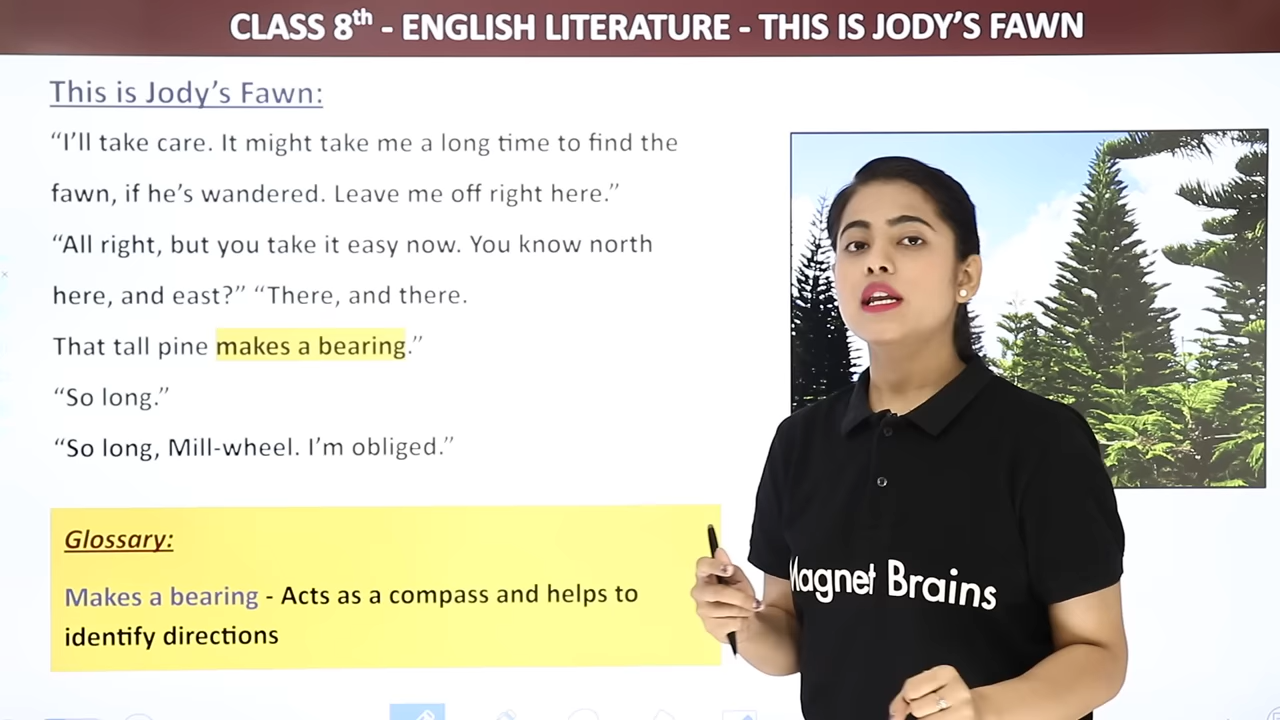 CLASS 8th - ENGLISH LITERATURE - THIS IS JODY’S FAWN
This is Jody’s Fawn:
“I’ll take care. It might take me a long time to find the
fawn, if he’s wandered. Leave me off right here.”
“All right, but you take it easy now. You know north
here, and east?” “There, and there.
That tall pine makes a bearing.”
“So long.”
“So long, Mill-wheel. I’m obliged.”
Glossary:
Makes a bearing - Acts as a compass and helps to
identify directions
Magnet Brains